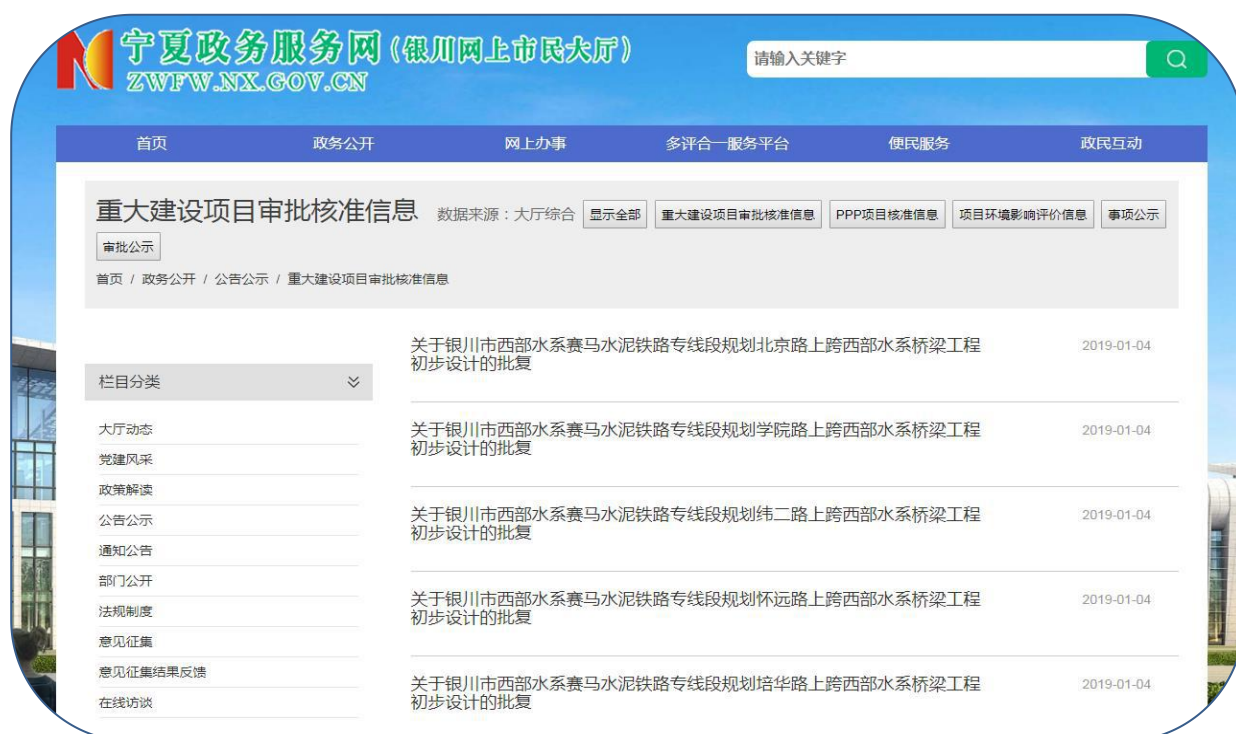 宁夏政务服务网(银川网上市民大厅)
ZWFW.NX.GOV.CN
请输入关键字
首页 政务公开 网上办事 多评合一服务平台 便民服务 政民互动
重大建设项目审批核准信息 数据来源：大厅综合 显示全部 重大建设项目审批核准信息 PPP项目核准信息 项目环境影响评价信息 事项公示
审批公示
首页 / 政务公开 / 公告公示 / 重大建设项目审批核准信息
栏目分类
大厅动态
党建风采
政策解读
公告公示
通知公告
部门公开
法规制度
意见征集
意见征集结果反馈
在线访谈
关于银川市西部水系赛马水泥铁路专线段规划北京路上跨西部水系桥梁工程 2019-01-04
初步设计的批复
关于银川市西部水系赛马水泥铁路专线段规划学院路上跨西部水系桥梁工程 2019-01-04
初步设计的批复
关于银川市西部水系赛马水泥铁路专线段规划纬二路上跨西部水系桥梁工程 2019-01-04
初步设计的批复
关于银川市西部水系赛马水泥铁路专线段规划怀远路上跨西部水系桥梁工程 2019-01-04
初步设计的批复
关于银川市西部水系赛马水泥铁路专线段规划培华路上跨西部水系桥梁工程 2019-01-04
初步设计的批复